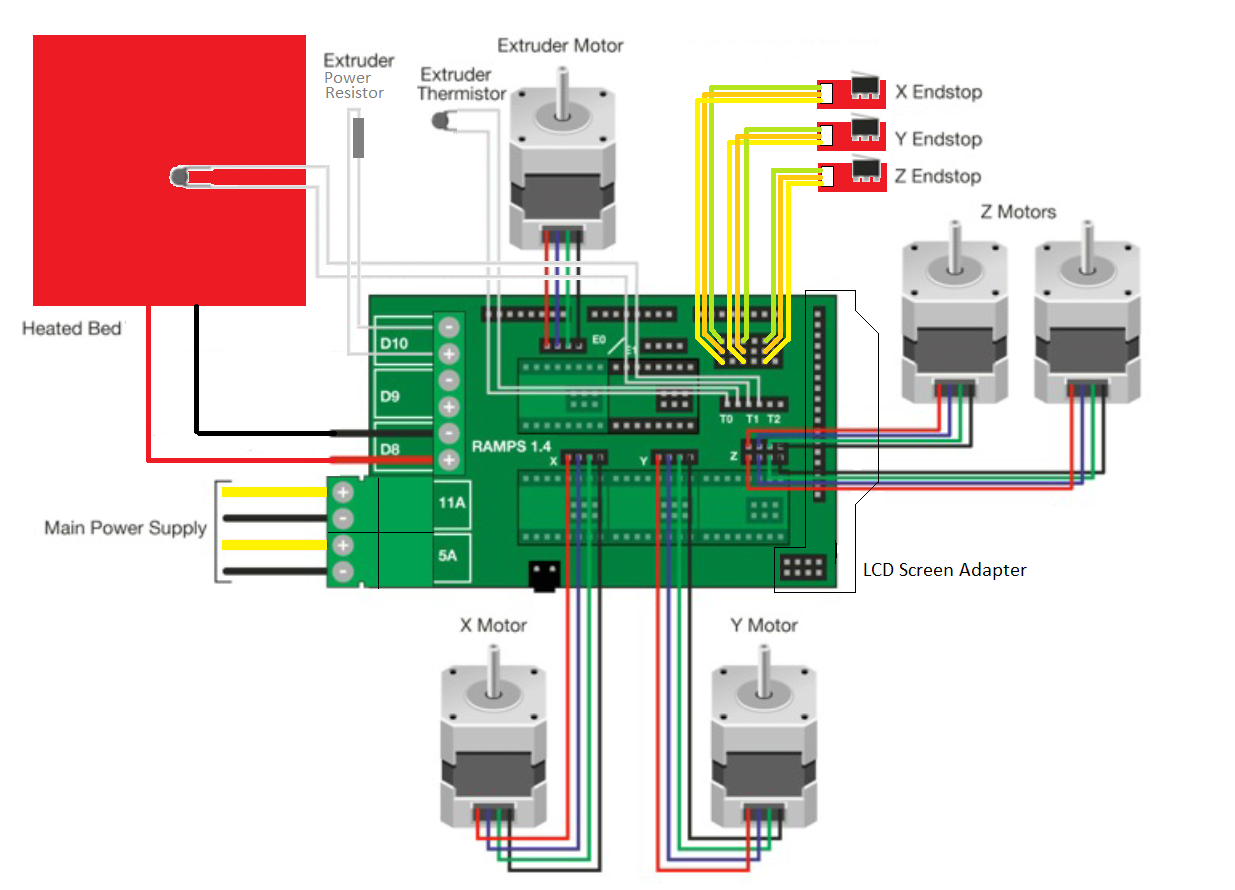 Extruder Motor
Extruder
Power
Resistor
Extruder
Thermistor
X Endstop
Y Endstop
Z Endstop
Z Motors
Heated Bed
D10
-
+
E0
E1
D9
-
+
T0
T1
T2
D8
-
+
RAMPS 1.4
X
Y
Z
Main Power Supply
+
-
11A
+
-
5A
LCD Screen Adapter
X Motor
Y Motor